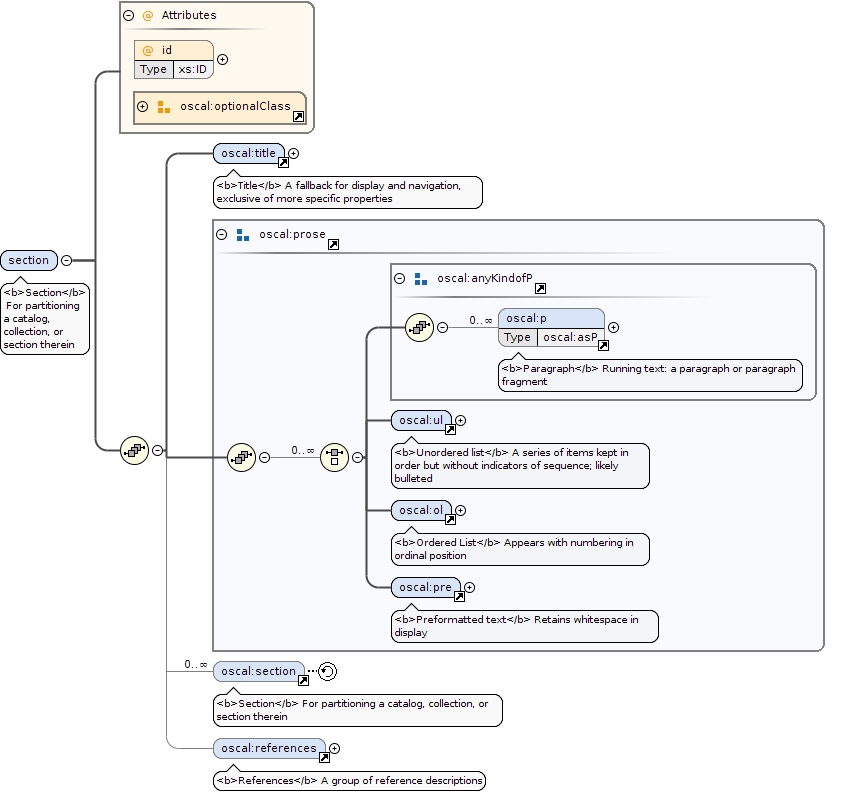 Attributes
@ id
Type xs:ID
oscal:optionalClass
oscal:title
<b>Title</b> A fallback for display and navigation,
exclusive of more specific properties
oscal:prose
section
<b>Section</b>
For partitioning
a catalog,
collection, or
section therein
oscal:anyKindofP
0..∞
oscal:p
Type oscal:asP
<b>Paragraph</b> Running text: a paragraph or paragraph
fragment
oscal:ul
0..∞
<b>Unordered list</b> A series of items kept in
order but without indicators of sequence; likely
bulleted
oscal:ol
<b>Ordered List</b> Appears with numbering in
ordinal position
oscal:pre
<b>Preformatted text</b> Retains whitespace in
display
0..∞
oscal:section
<b>Section</b> For partitioning a catalog, collection, or
section therein
oscal:references
<b>References</b> A group of reference descriptions